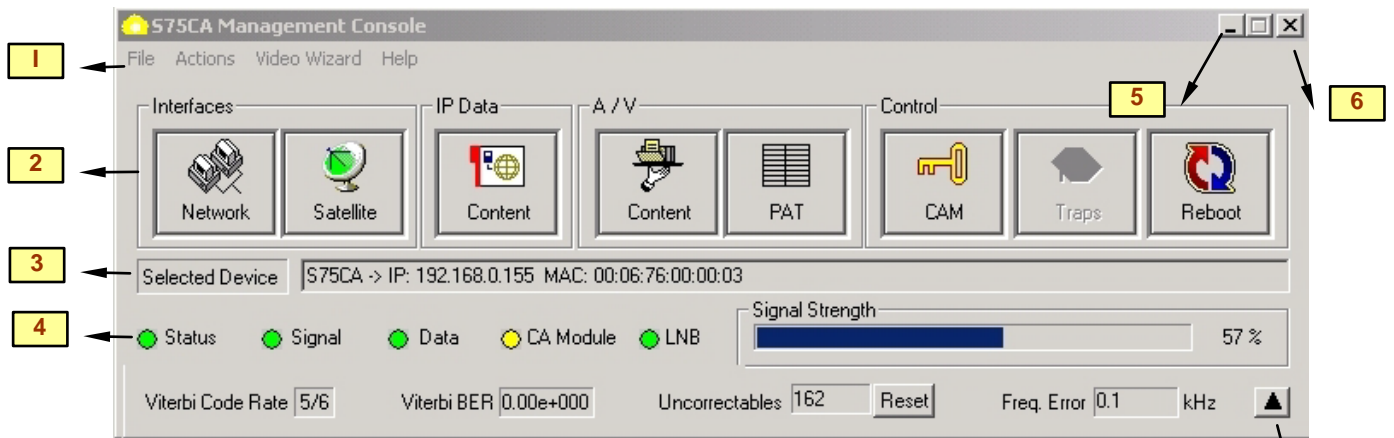 S75CA Management Console
I
File Actions Video Wizard Help
5
6
Interfaces IP Data A / V Control
2
Network Satellite Content Content PAT CAM Traps Reboot
3
Selected Device S75CA -> IP: 192.168.0.155 MAC: 00:06:76:00:00:03
4
Signal Strength
Status Signal Data CA Module LNB 57 %
Viterbi Code Rate 5/6 Viterbi BER 0.00e+000 Uncorrectables 162 Reset Freq. Error 0.1 kHz